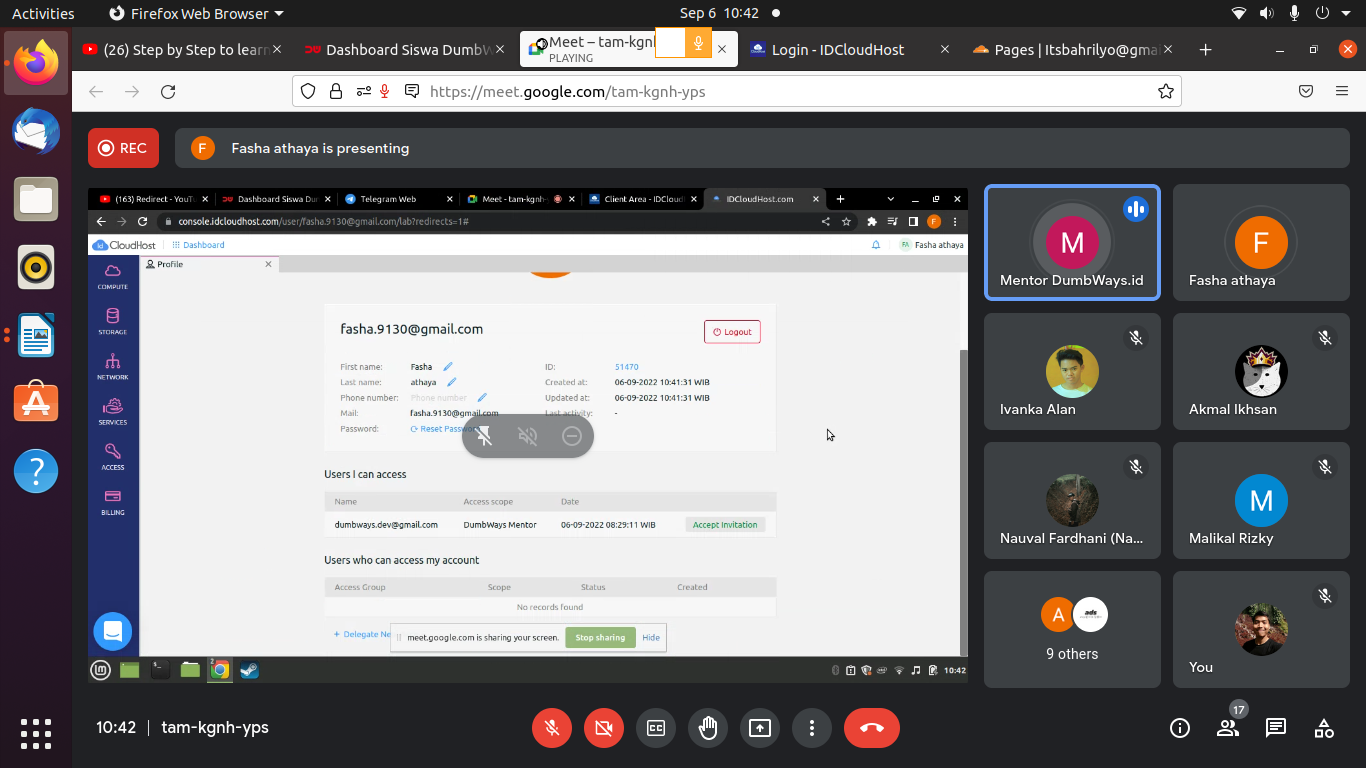 Activities
Firefox Web Browser
Sep 6 10:42
(26) Step by Step to learn
Dashboard Siswa DumbW
Meet – tam-kgnh
PLAYING
Login - IDCloudHost
Pages | Itsbahrilyo@gma
https://meet.google.com/tam-kgnh-yps
REC
F
Fasha athaya is presenting
(163) Redirect - YouT
Dashboard Siswa Du
Telegram Web
Meet - tam-kgnh
Client Area - IDCloud
IDCloudHost.com
console.idcloudhost.com/user/fasha.9130@gmail.com/lab?redirects=1#
F
id CloudHost
Dashboard
FA
Fasha athaya
Profile
COMPUTE
STORAGE
NETWORK
SERVICES
ACCESS
BILLING
fasha.9130@gmail.com
Logout
First name: Fasha
ID: 51470
Last name: athaya
Created at: 06-09-2022 10:41:31 WIB
Phone number: Phone number
Updated at: 06-09-2022 10:41:31 WIB
Mail: fasha.9130@gmail.com
Last activity: -
Password: Reset Password
Users I can access
Name Access scope Date
dumbways.dev@gmail.com DumbWays Mentor 06-09-2022 08:29:11 WIB Accept Invitation
Users who can access my account
Access Group Scope Status Created
No records found
+ Delegate Ne
meet.google.com is sharing your screen. Stop sharing Hide
2
10:42
M
Mentor DumbWays.id
F
Fasha athaya
Ivanka Alan
Akmal Ikhsan
Nauval Fardhani (Na...
M
Malikal Rizky
A
ads
9 others
You
10:42 | tam-kgnh-yps
17